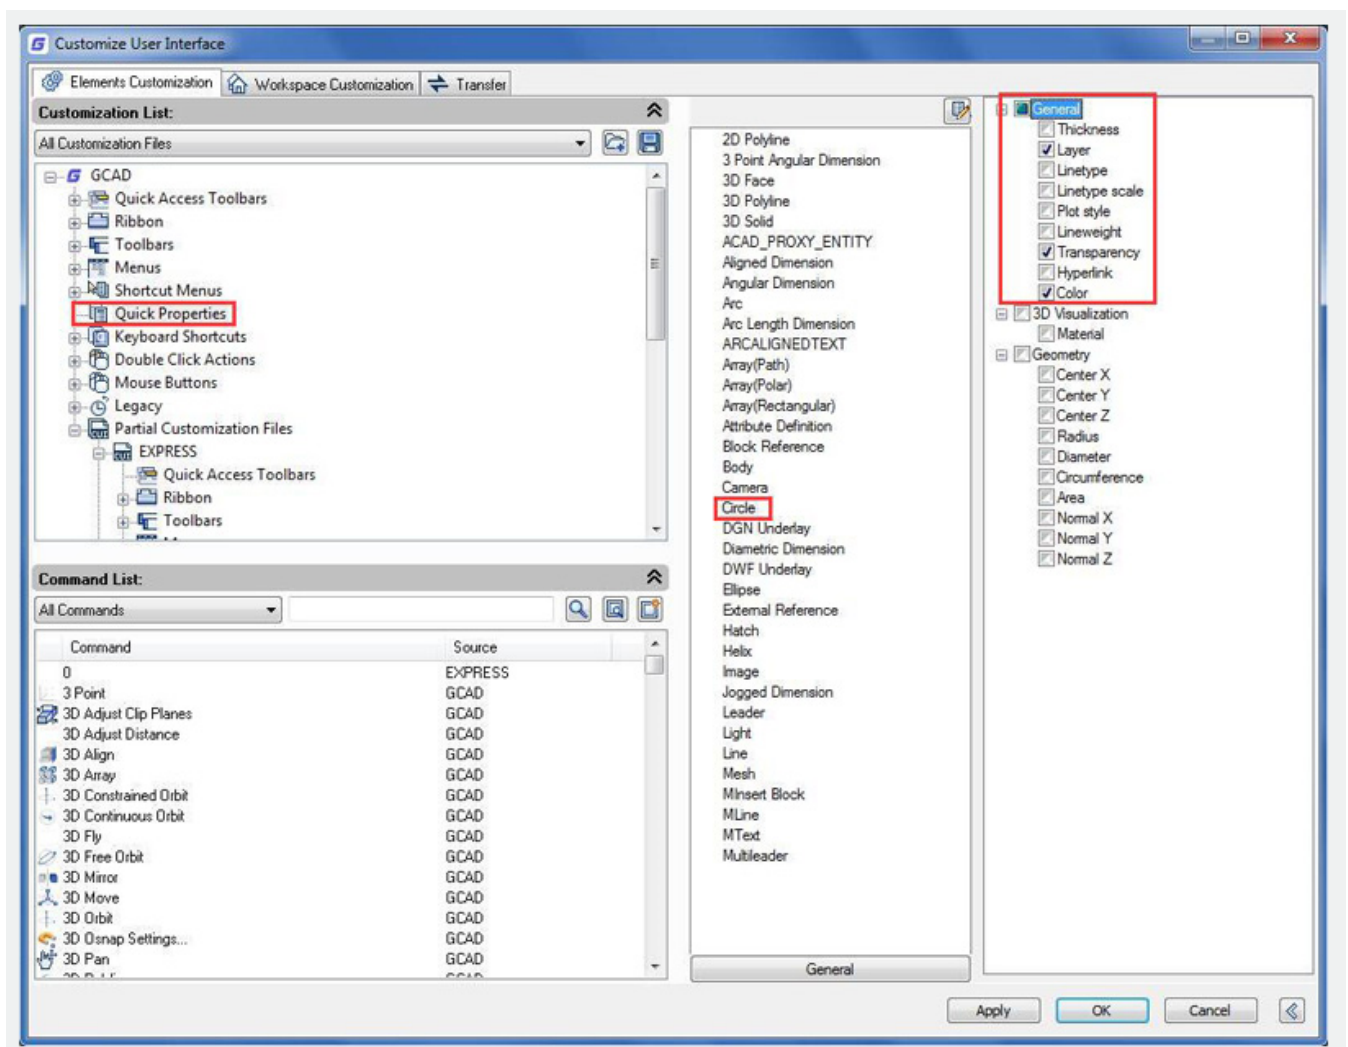 Customize User Interface
Elements Customization
Workspace Customization
Transfer
Customization List:
All Customization Files
GCAD
Quick Access Toolbars
Ribbon
Toolbars
Menus
Shortcut Menus
Quick Properties
Keyboard Shortcuts
Double Click Actions
Mouse Buttons
Legacy
Partial Customization Files
EXPRESS
Quick Access Toolbars
Ribbon
Toolbars
Command List:
All Commands
Command Source
0 EXPRESS
3 Point GCAD
3D Adjust Clip Planes GCAD
3D Adjust Distance GCAD
3D Align GCAD
3D Array GCAD
3D Constrained Orbit GCAD
3D Continuous Orbit GCAD
3D Fly GCAD
3D Free Orbit GCAD
3D Mirror GCAD
3D Move GCAD
3D Orbit GCAD
3D Osnap Settings... GCAD
3D Pan GCAD
2D Polyline
3 Point Angular Dimension
3D Face
3D Polyline
3D Solid
ACAD_PROXY_ENTITY
Aligned Dimension
Angular Dimension
Arc
Arc Length Dimension
ARCALIGNEDTEXT
Array(Path)
Array(Polar)
Array(Rectangular)
Attribute Definition
Block Reference
Body
Camera
Circle
DGN Underlay
Diametric Dimension
DWF Underlay
Ellipse
External Reference
Hatch
Helix
Image
Jogged Dimension
Leader
Light
Line
Mesh
MInsert Block
MLine
MText
Multileader
General
General
Thickness
Layer
Linetype
Linetype scale
Plot style
Lineweight
Transparency
Hyperlink
Color
3D Visualization
Material
Geometry
Center X
Center Y
Center Z
Radius
Diameter
Circumference
Area
Normal X
Normal Y
Normal Z
Apply
OK
Cancel